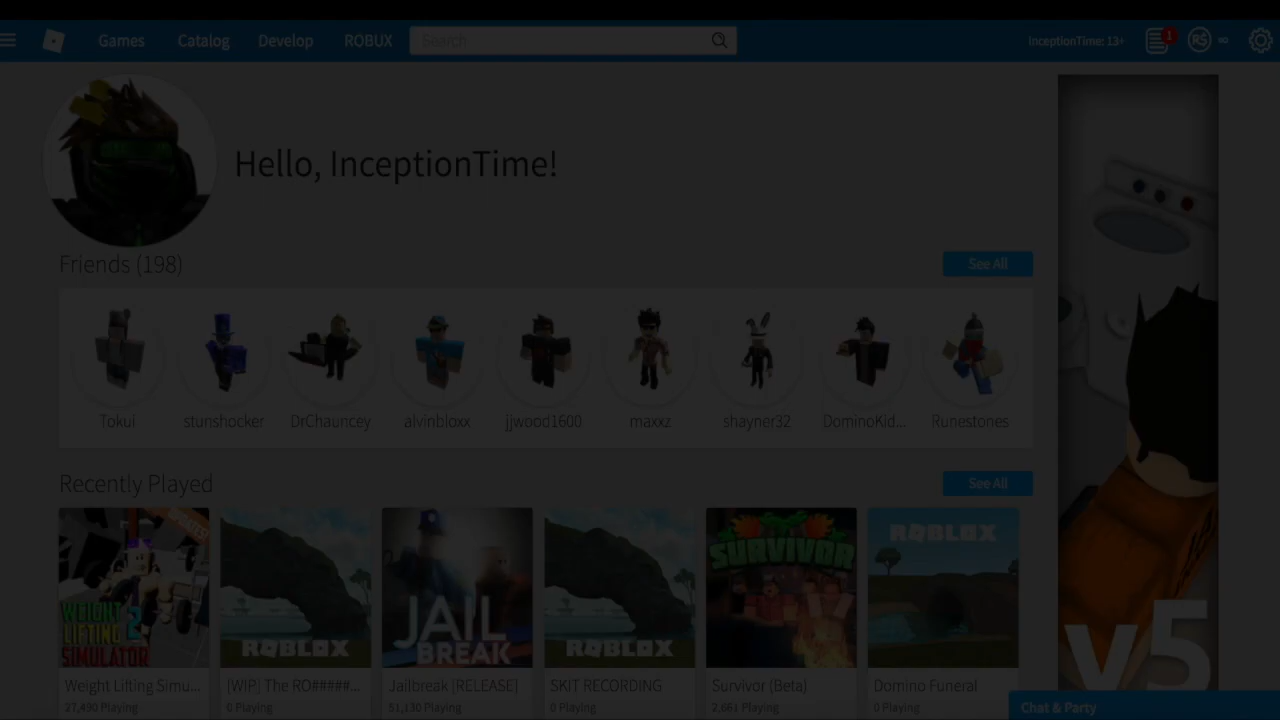 Games Catalog Develop ROBUX Search InceptionTime: 13+ 1 R$
Hello, InceptionTime!
Friends (198) See All
Tokui stunshocker DrChauncey alvinbloxx jjwood1600 maxxz shayner32 DominoKid... Runestones
Recently Played See All
WEIGHT LIFTING 2 SIMULATOR
ROBLOX
JAIL BREAK
ROBLOX
SURVIVOR
ROBLOX
v5
Weight Lifting Simu... [WIP] The RO#####... Jailbreak [RELEASE] SKIT RECORDING Survivor (Beta) Domino Funeral
27,490 Playing 0 Playing 51,130 Playing 0 Playing 2,661 Playing 0 Playing
Chat & Party